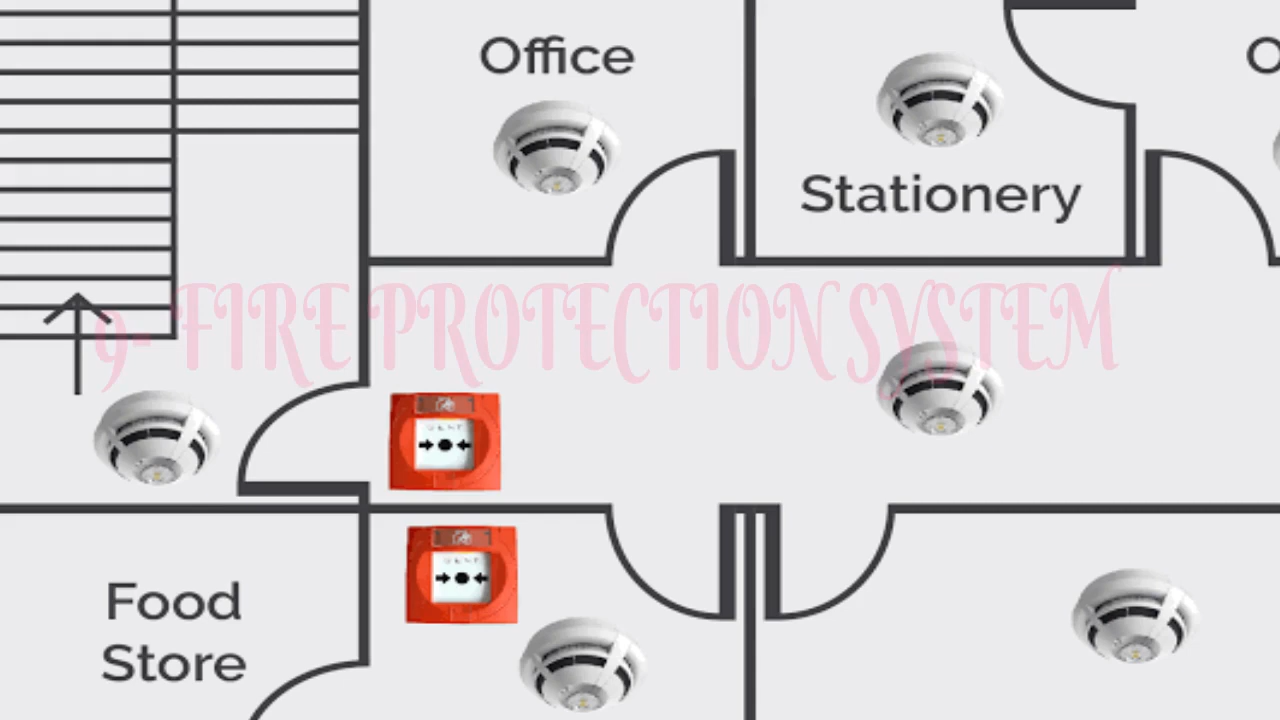 Office
O
Stationery
9- FIRE PROTECTION SYSTEM
Food
Store